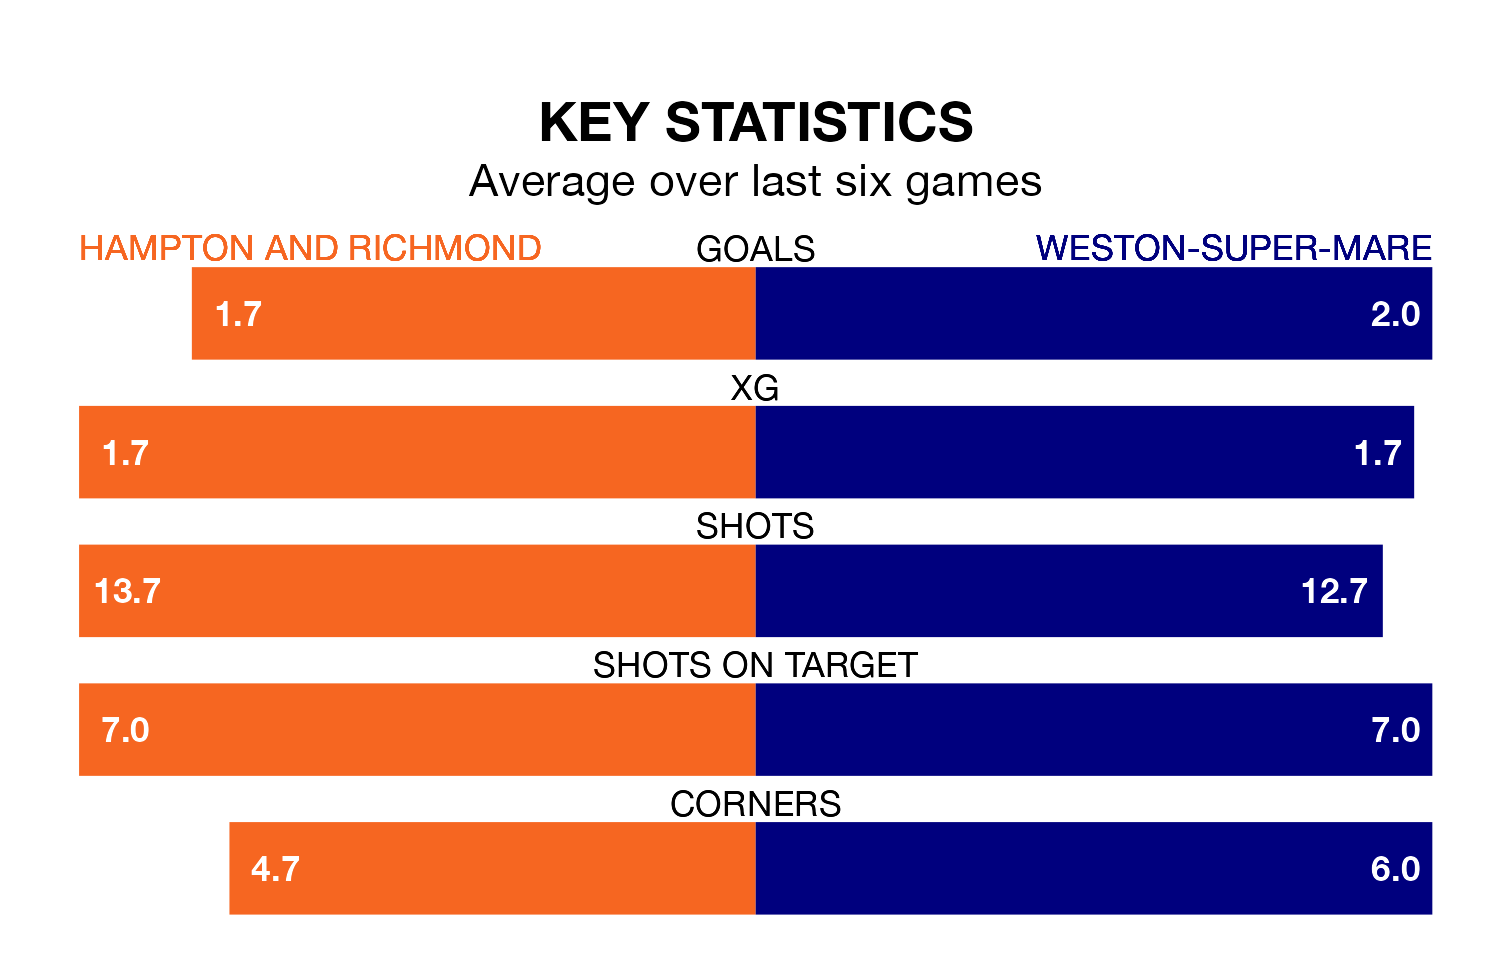 KEY STATISTICS
Average over last six games
HAMPTON AND RICHMOND GOALS WESTON-SUPER-MARE
1.7 2.0
XG
1.7 1.7
SHOTS
13.7 12.7
SHOTS ON TARGET
7.0 7.0
CORNERS
4.7 6.0